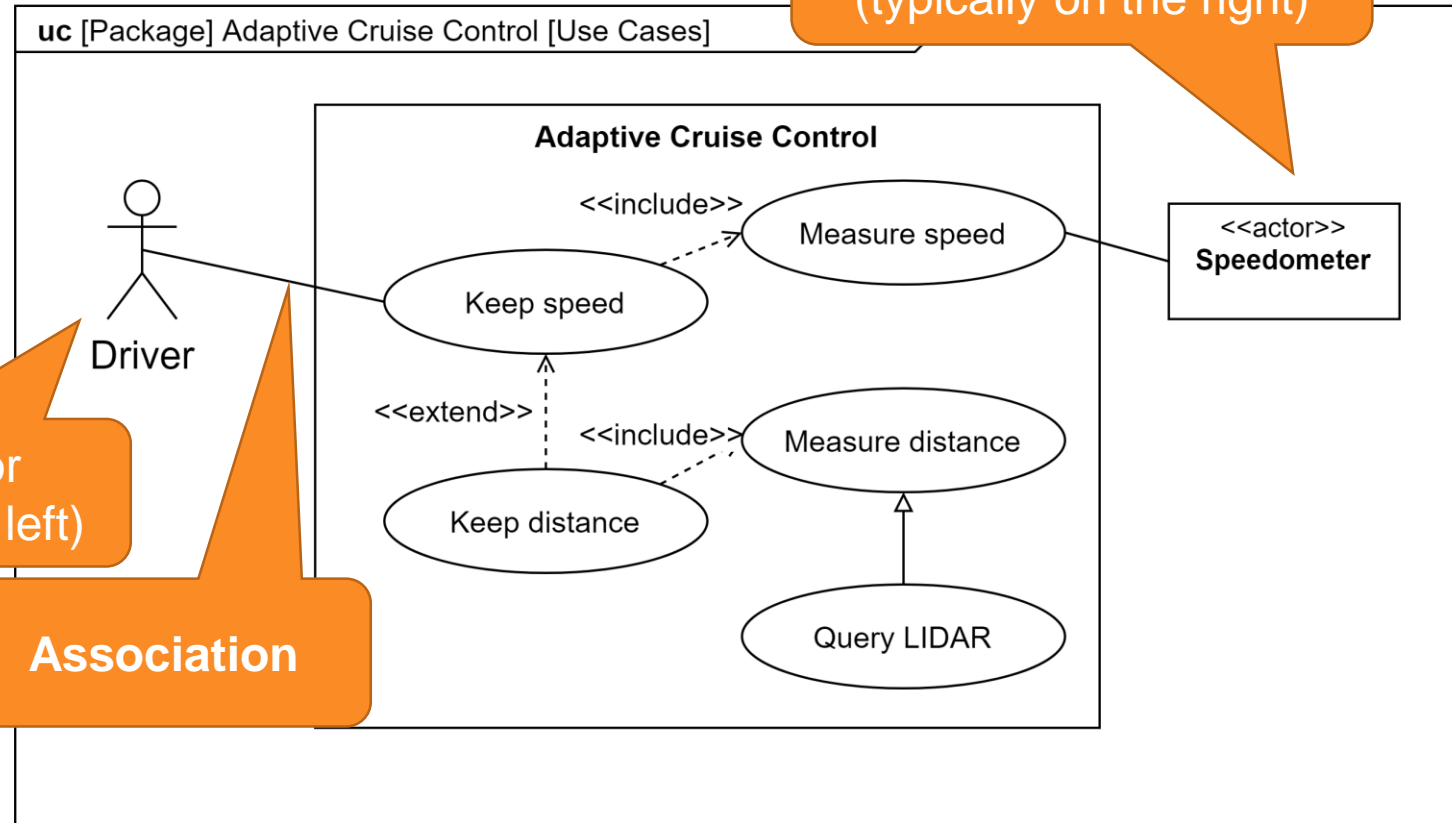 (typically on the right)
uc [Package] Adaptive Cruise Control [Use Cases]
Adaptive Cruise Control
<<include>>
Measure speed
<<actor>>
Speedometer
Keep speed
Driver
<<extend>>
<<include>>
Measure distance
left)
Keep distance
Query LIDAR
Association